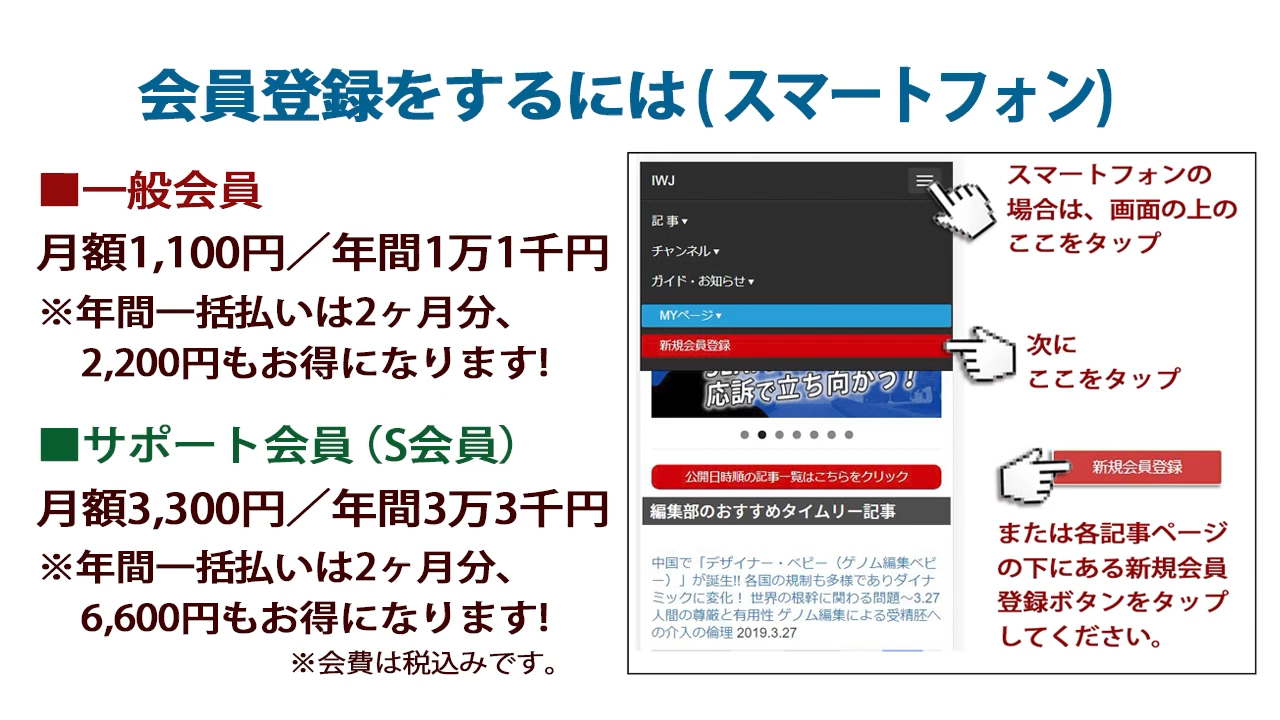 会員登録をするには(スマートフォン)
■一般会員
月額1,100円／年間1万1千円
※年間一括払いは2ヶ月分、
2,200円もお得になります!
■サポート会員（S会員）
月額3,300円／年間3万3千円
※年間一括払いは2ヶ月分、
6,600円もお得になります!
※会費は税込みです。
IWJ
記事▾
チャンネル▾
ガイド・お知らせ▾
MYページ▾
新規会員登録
応訴で立ち向かう！
公開日時順の記事一覧はこちらをクリック
編集部のおすすめタイムリー記事
中国で「デザイナー・ベビー（ゲノム編集ベビ
ー）」が誕生!! 各国の規制も多様でありダイナ
ミックに変化！ 世界の根幹に関わる問題～3.27
人間の尊厳と有用性 ゲノム編集による受精胚へ
の介入の倫理 2019.3.27
スマートフォンの
場合は、画面の上の
ここをタップ
次に
ここをタップ
新規会員登録
または各記事ページ
の下にある新規会員
登録ボタンをタップ
してください。